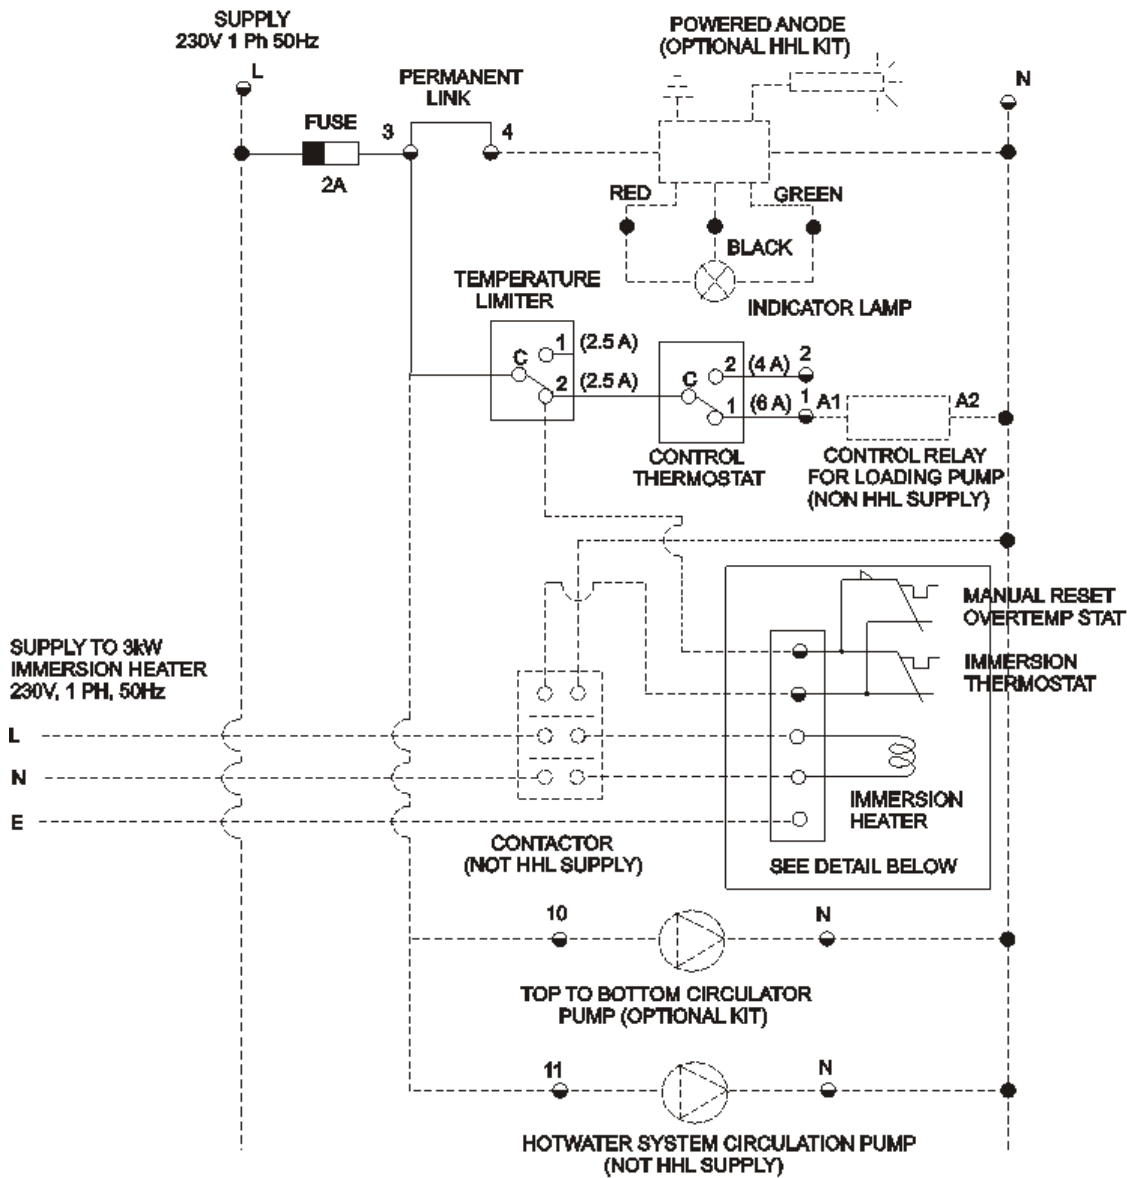 SUPPLY
230V 1 Ph 50Hz
L
POWERED ANODE
(OPTIONAL HHL KIT)
N
PERMANENT
LINK
FUSE
3
4
2A
RED
GREEN
BLACK
INDICATOR LAMP
TEMPERATURE
LIMITER
C
1
(2.5 A)
2
(2.5 A)
C
2
(4 A)
2
1
(6 A)
1
A1
A2
CONTROL
THERMOSTAT
CONTROL RELAY
FOR LOADING PUMP
(NON HHL SUPPLY)
MANUAL RESET
OVERTEMP STAT
IMMERSION
THERMOSTAT
SUPPLY TO 3kW
IMMERSION HEATER
230V, 1 PH, 50Hz
L
N
E
IMMERSION
HEATER
CONTACTOR
(NOT HHL SUPPLY)
SEE DETAIL BELOW
10
N
TOP TO BOTTOM CIRCULATOR
PUMP (OPTIONAL KIT)
11
N
HOTWATER SYSTEM CIRCULATION PUMP
(NOT HHL SUPPLY)